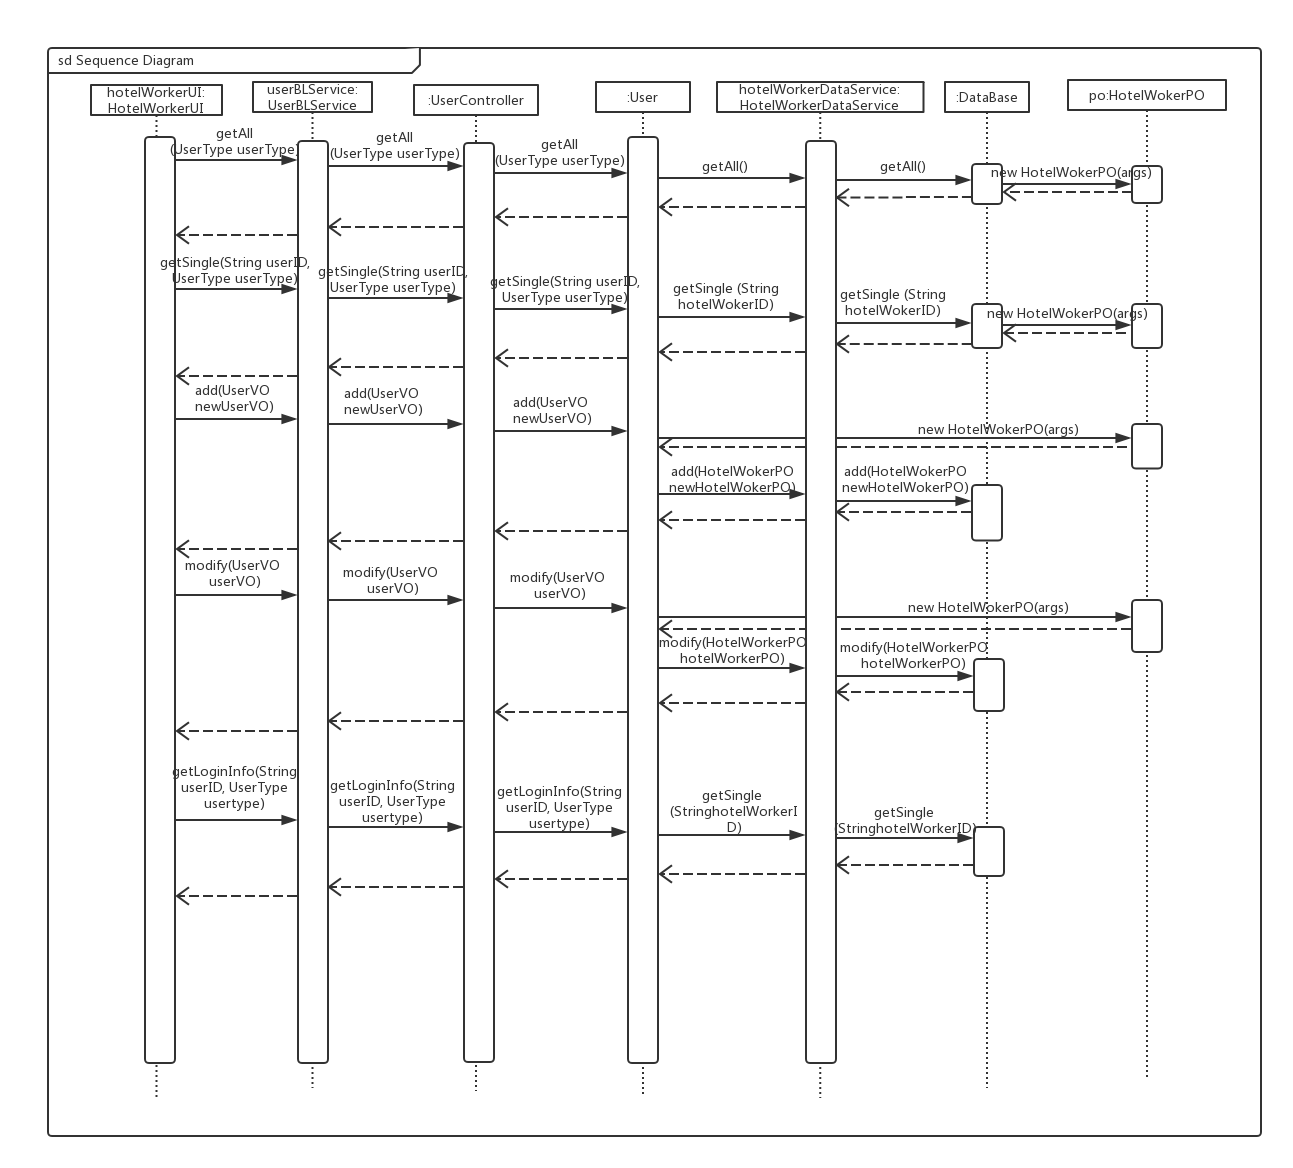 sd Sequence Diagram
hotelWorkerUI:
HotelWorkerUI
userBLService:
UserBLService
:UserController
:User
hotelWorkerDataService:
HotelWorkerDataService
:DataBase
po:HotelWokerPO
getAll
(UserType userType)
getAll
(UserType userType)
getAll
(UserType userType)
getAll()
getAll()
new HotelWokerPO(args)
getSingle(String userID,
UserType userType)
getSingle(String userID,
UserType userType)
getSingle(String userID,
UserType userType)
getSingle (String
hotelWokerID)
getSingle (String
hotelWokerID)
new HotelWokerPO(args)
add(UserVO
newUserVO)
add(UserVO
newUserVO)
add(UserVO
newUserVO)
new HotelWokerPO(args)
add(HotelWokerPO
newHotelWokerPO)
add(HotelWokerPO
newHotelWokerPO)
modify(UserVO
userVO)
modify(UserVO
userVO)
modify(UserVO
userVO)
new HotelWokerPO(args)
modify(HotelWorkerPO
hotelWorkerPO)
modify(HotelWorkerPO
hotelWorkerPO)
getLoginInfo(String
userID, UserType
usertype)
getLoginInfo(String
userID, UserType
usertype)
getLoginInfo(String
userID, UserType
usertype)
getSingle
(StringhotelWorkerI
D)
getSingle
(StringhotelWorkerID)